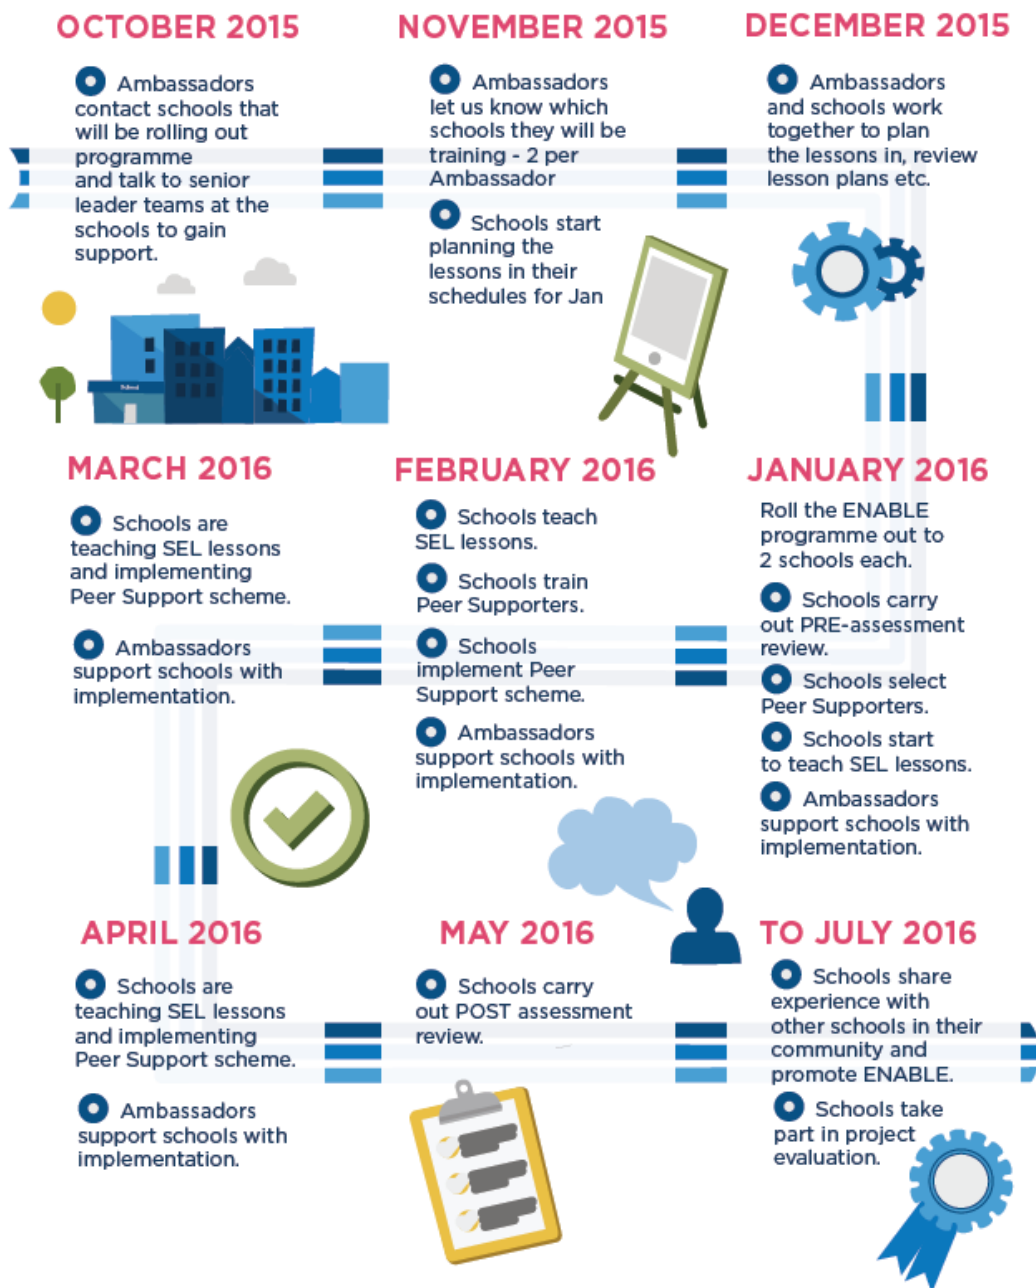 OCTOBER 2015
Ambassadors
contact schools that
will be rolling out
programme
and talk to senior
leader teams at the
schools to gain
support.
School
NOVEMBER 2015
Ambassadors
let us know which
schools they will be
training - 2 per
Ambassador
Schools start
planning the
lessons in their
schedules for Jan
DECEMBER 2015
Ambassadors
and schools work
together to plan
the lessons in, review
lesson plans etc.
JANUARY 2016
Roll the ENABLE
programme out to
2 schools each.
Schools carry
out PRE-assessment
review.
Schools select
Peer Supporters.
Schools start
to teach SEL lessons.
Ambassadors
support schools with
implementation.
FEBRUARY 2016
Schools teach
SEL lessons.
Schools train
Peer Supporters.
Schools
implement Peer
Support scheme.
Ambassadors
support schools with
implementation.
MARCH 2016
Schools are
teaching SEL lessons
and implementing
Peer Support scheme.
Ambassadors
support schools with
implementation.
APRIL 2016
Schools are
teaching SEL lessons
and implementing
Peer Support scheme.
Ambassadors
support schools with
implementation.
MAY 2016
Schools carry
out POST assessment
review.
TO JULY 2016
Schools share
experience with
other schools in their
community and
promote ENABLE.
Schools take
part in project
evaluation.